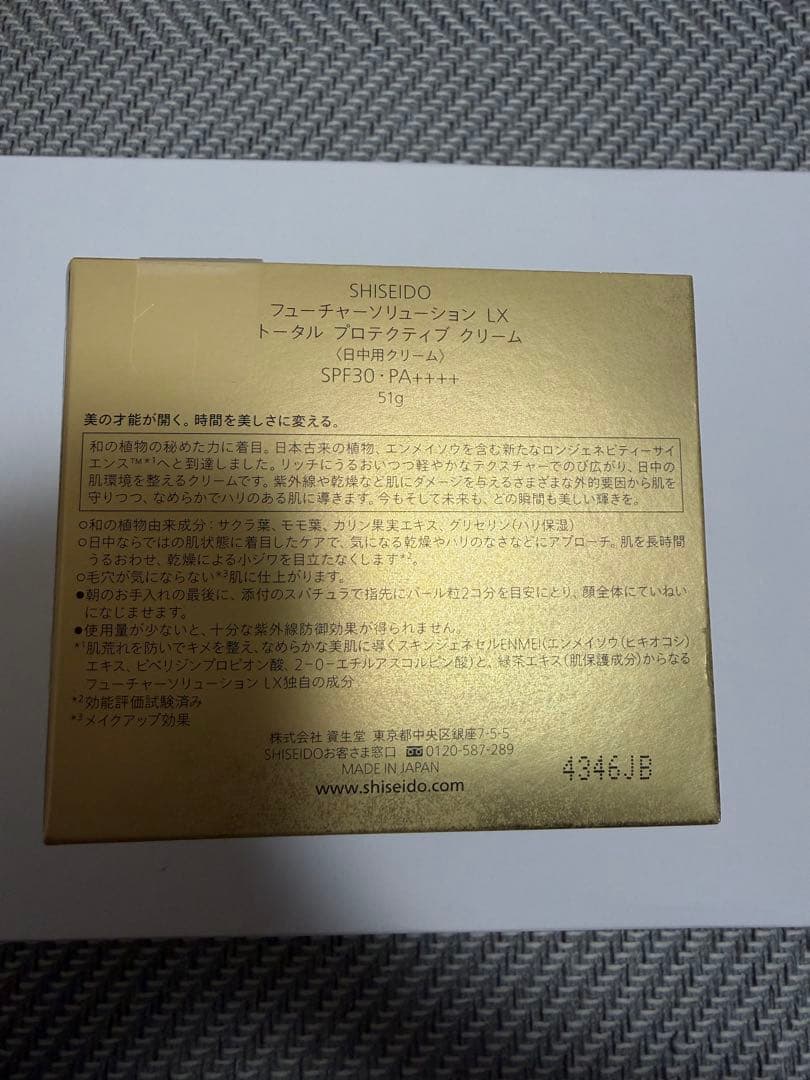 SHISEIDO
フューチャーソリューション LX
トータル プロテクティブ クリーム
〈日中用クリーム〉
SPF30・PA++++
51g
美の才能が開く。時間を美しさに変える。
和の植物の秘めた力に着目。日本古来の植物、エンメイソウを含む新たなロンジェネビティーサイ
エンス™*¹へと到達しました。リッチにうるおいつつ軽やかなテクスチャーでのび広がり、日中の
肌環境を整えるクリームです。紫外線や乾燥など肌にダメージを与えるさまざまな外的要因から肌を
守りつつ、なめらかでハリのある肌に導きます。今もそして未来も、どの瞬間も美しい輝きを。
○和の植物由来成分：サクラ葉、モモ葉、カリン果実エキス、グリセリン（ハリ保湿）
○日中ならではの肌状態に着目したケアで、気になる乾燥やハリのなさなどにアプローチ。肌を長時間
うるおわせ、乾燥による小ジワを目立たなくします*²。
○毛穴が気にならない*³肌に仕上がります。
●朝のお手入れの最後に、添付のスパチュラで指先にパール粒2コ分を目安にとり、顔全体にていねい
になじませます。
●使用量が少ないと、十分な紫外線防御効果が得られません。
*¹肌荒れを防いでキメを整え、なめらかな美肌に導くスキンジェネセルENMEI（エンメイソウ（ヒキオコシ）
エキス、ピペリジンプロピオン酸、2-O-エチルアスコルビン酸）と、緑茶エキス（肌保護成分）からなる
フューチャーソリューション LX独自の成分
*²効能評価試験済み
*³メイクアップ効果
株式会社 資生堂 東京都中央区銀座7-5-5
SHISEIDOお客さま窓口 0120-587-289
MADE IN JAPAN
www.shiseido.com
4346JB